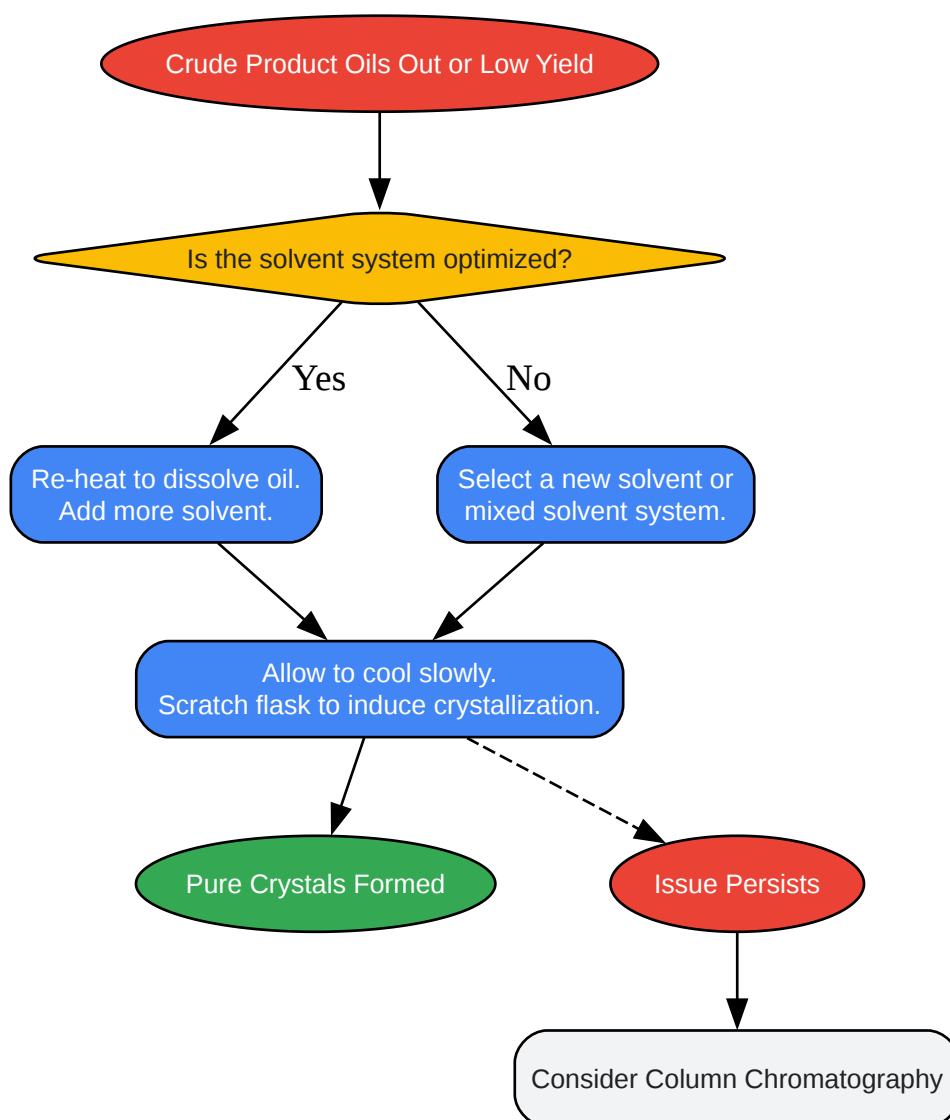 Crude Product Oils Out or Low Yield
Is the solvent system optimized?
Yes
No
Re-heat to dissolve oil.
Add more solvent.
Select a new solvent or
mixed solvent system.
Allow to cool slowly.
Scratch flask to induce crystallization.
Pure Crystals Formed
Issue Persists
Consider Column Chromatography